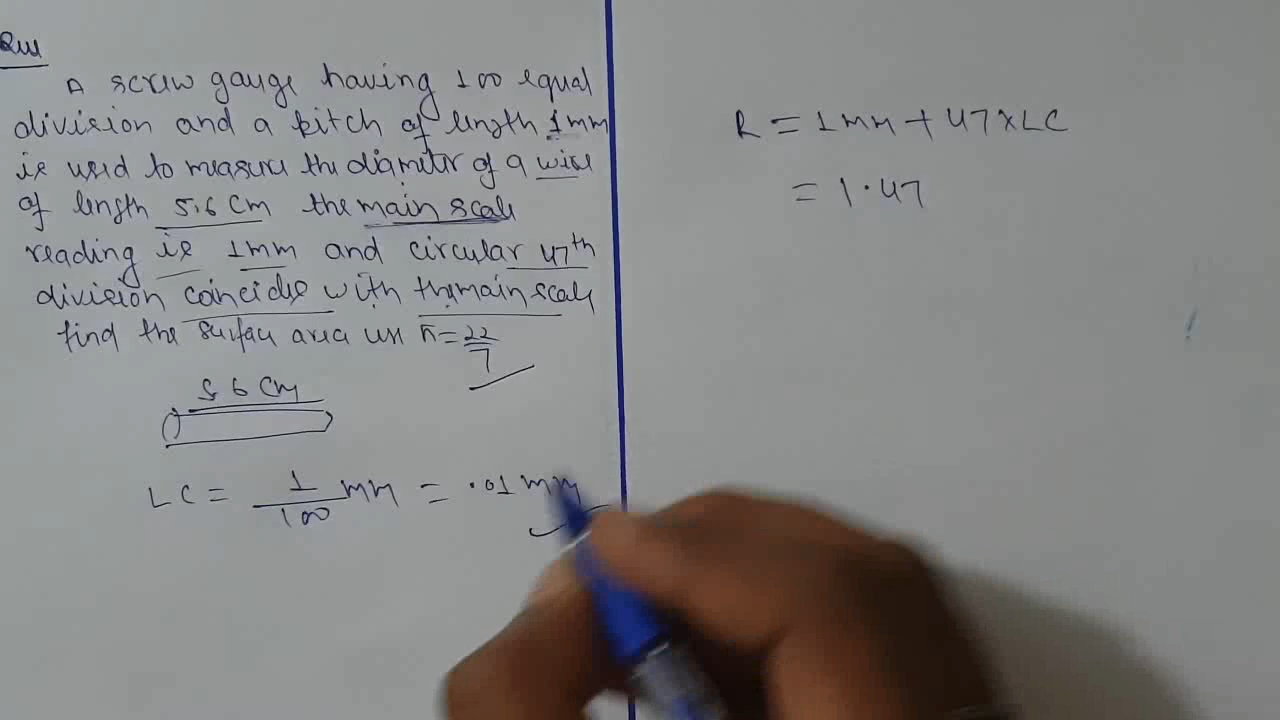 Que
A screw gauge having 100 equal
division and a pitch of length 1mm
is used to measure the diameter of a wire
of length 5.6 cm the main scale
reading is 1mm and circular 47th
division coincide with the main scale
find the surface area use π = 22/7
5.6 cm
LC = 1/100 mm = .01 mm
R = 1mm + 47 x LC
= 1.47